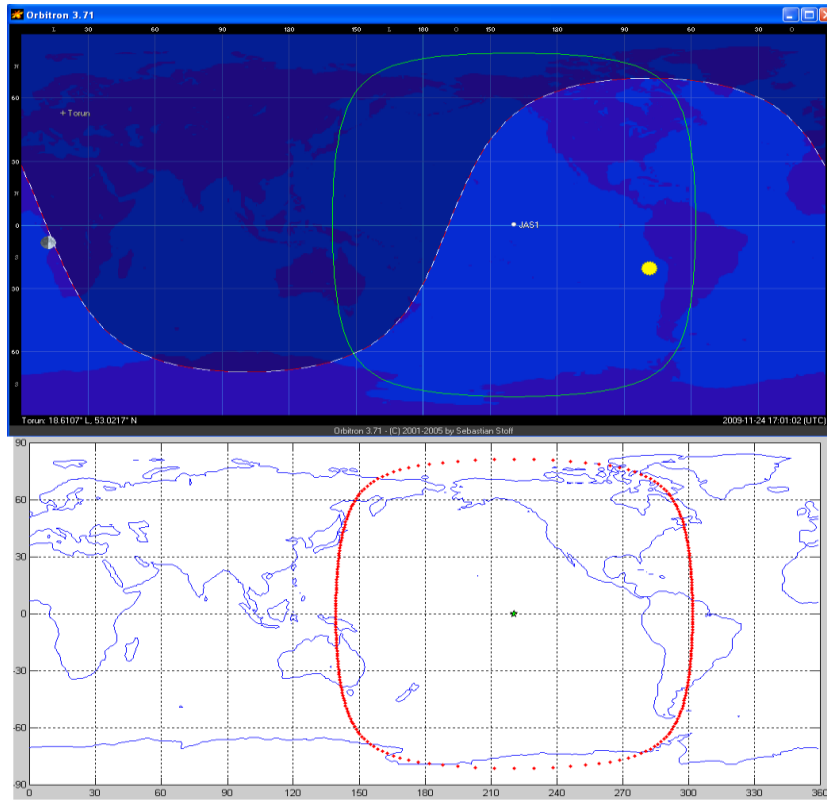 Orbitron 3.71
L 30 60 90 120 150 L 180 O 150 120 90 60 30 O
N
60
+ Torun
30
N
0 JAS1
S
30
60
S
Torun: 18.6107° L, 53.0217° N 2009-11-24 17:01:02 (UTC)
Orbitron 3.71 - (C) 2001-2005 by Sebastian Stoff
90
60
30
0
-30
-60
-90
0 30 60 90 120 150 180 210 240 270 300 330 360